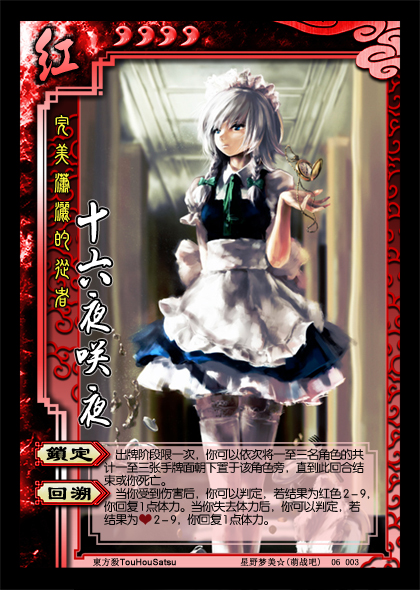 红
完美瀟灑的從者
十六夜咲夜
鎖定
出牌阶段限一次，你可以依次将一至三名角色的共
计一至三张手牌面朝下置于该角色旁，直到此回合结
束或你死亡。
回溯
当你受到伤害后，你可以判定，若结果为红色2-9，
你回复1点体力。当你失去体力后，你可以判定，若
结果为❤2-9，你回复1点体力。
東方殺TouHouSatsu
星野梦美☆(萌战吧) 06 003